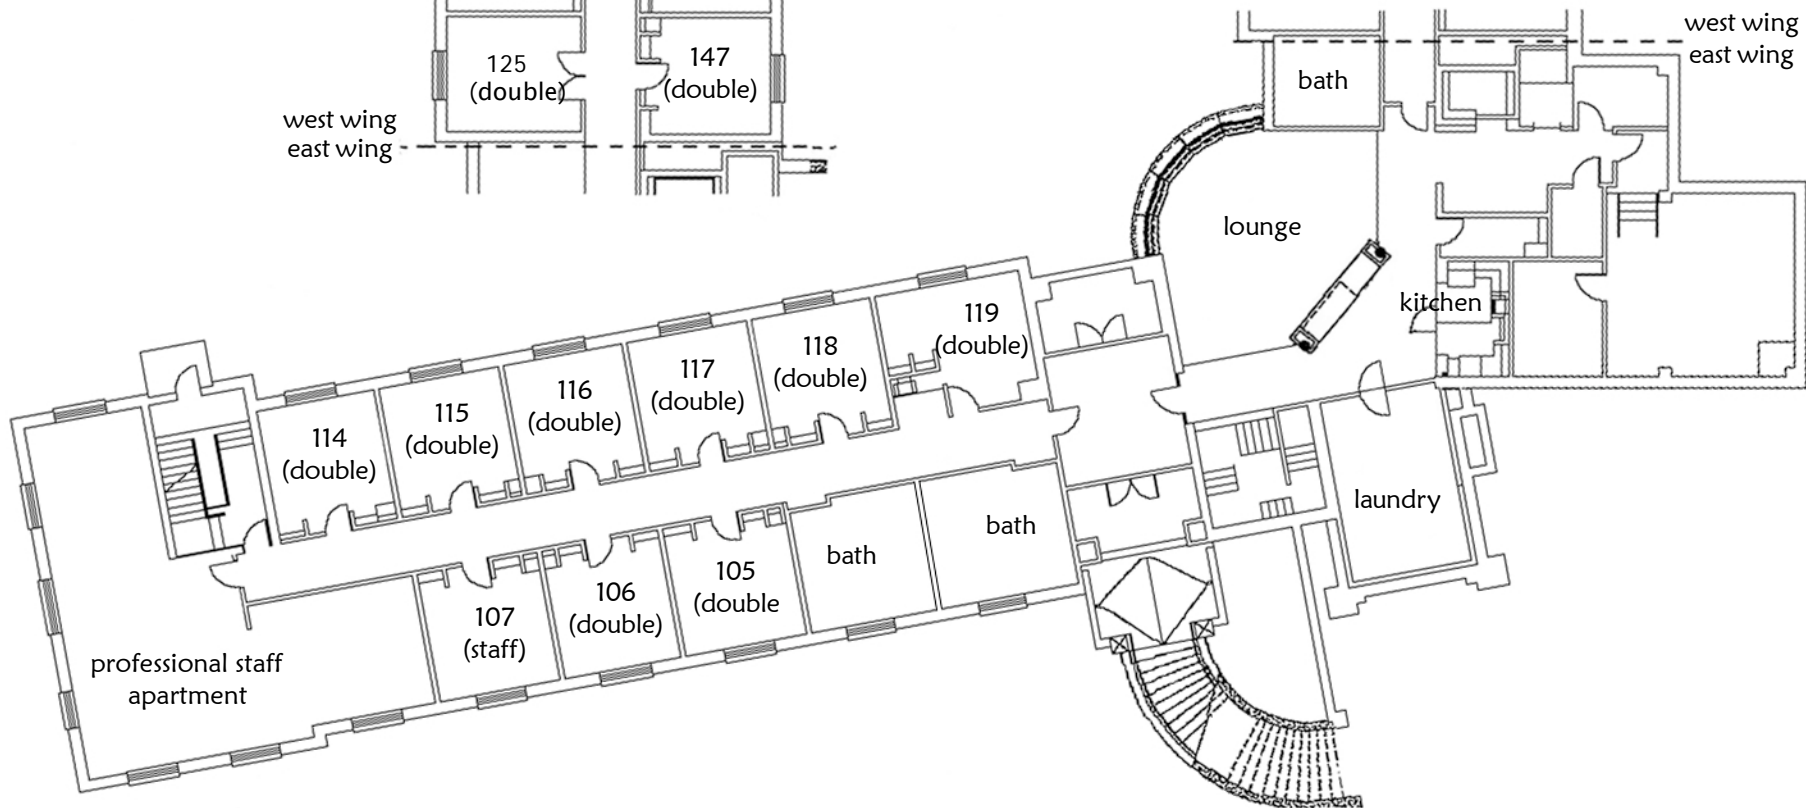 125
(double)
147
(double)
west wing
east wing
west wing
east wing
bath
lounge
kitchen
119
(double)
118
(double)
117
(double)
116
(double)
115
(double)
114
(double)
laundry
bath
bath
105
(double
106
(double)
107
(staff)
professional staff
apartment